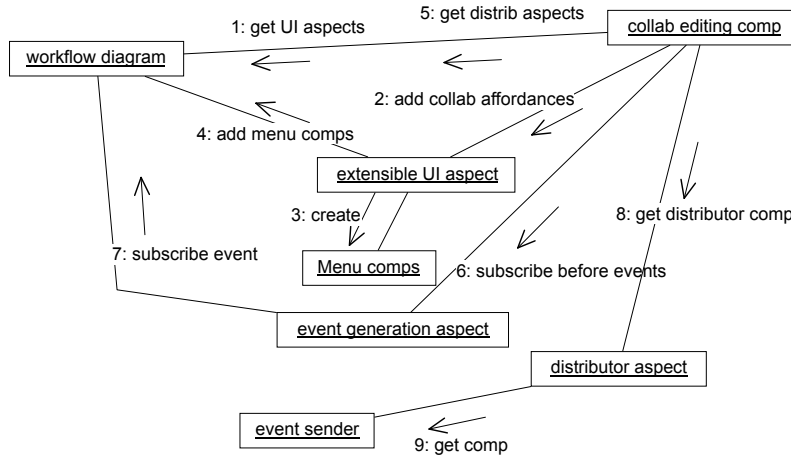 5: get distrib aspects
1: get UI aspects
collab editing comp
workflow diagram
2: add collab affordances
4: add menu comps
extensible UI aspect
3: create
8: get distributor comp
7: subscribe event
Menu comps
6: subscribe before events
event generation aspect
distributor aspect
event sender
9: get comp